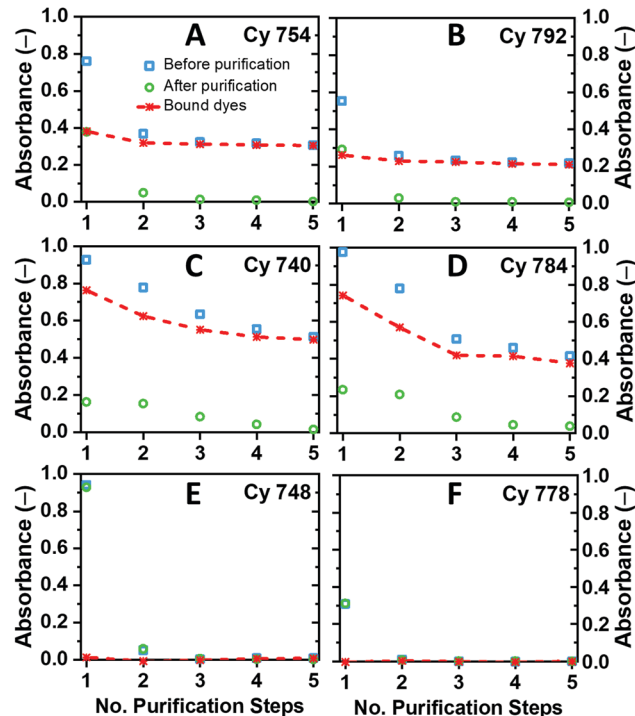 A Cy 754
Before purification
After purification
Bound dyes
Absorbance (–)
1.0
0.8
0.6
0.4
0.2
0.0
1 2 3 4 5
B Cy 792
Absorbance (–)
1.0
0.8
0.6
0.4
0.2
0.0
1 2 3 4 5
C Cy 740
Absorbance (–)
1.0
0.8
0.6
0.4
0.2
0.0
1 2 3 4 5
D Cy 784
Absorbance (–)
1.0
0.8
0.6
0.4
0.2
0.0
1 2 3 4 5
E Cy 748
Absorbance (–)
1.0
0.8
0.6
0.4
0.2
0.0
1 2 3 4 5
No. Purification Steps
F Cy 778
Absorbance (–)
1.0
0.8
0.6
0.4
0.2
0.0
1 2 3 4 5
No. Purification Steps